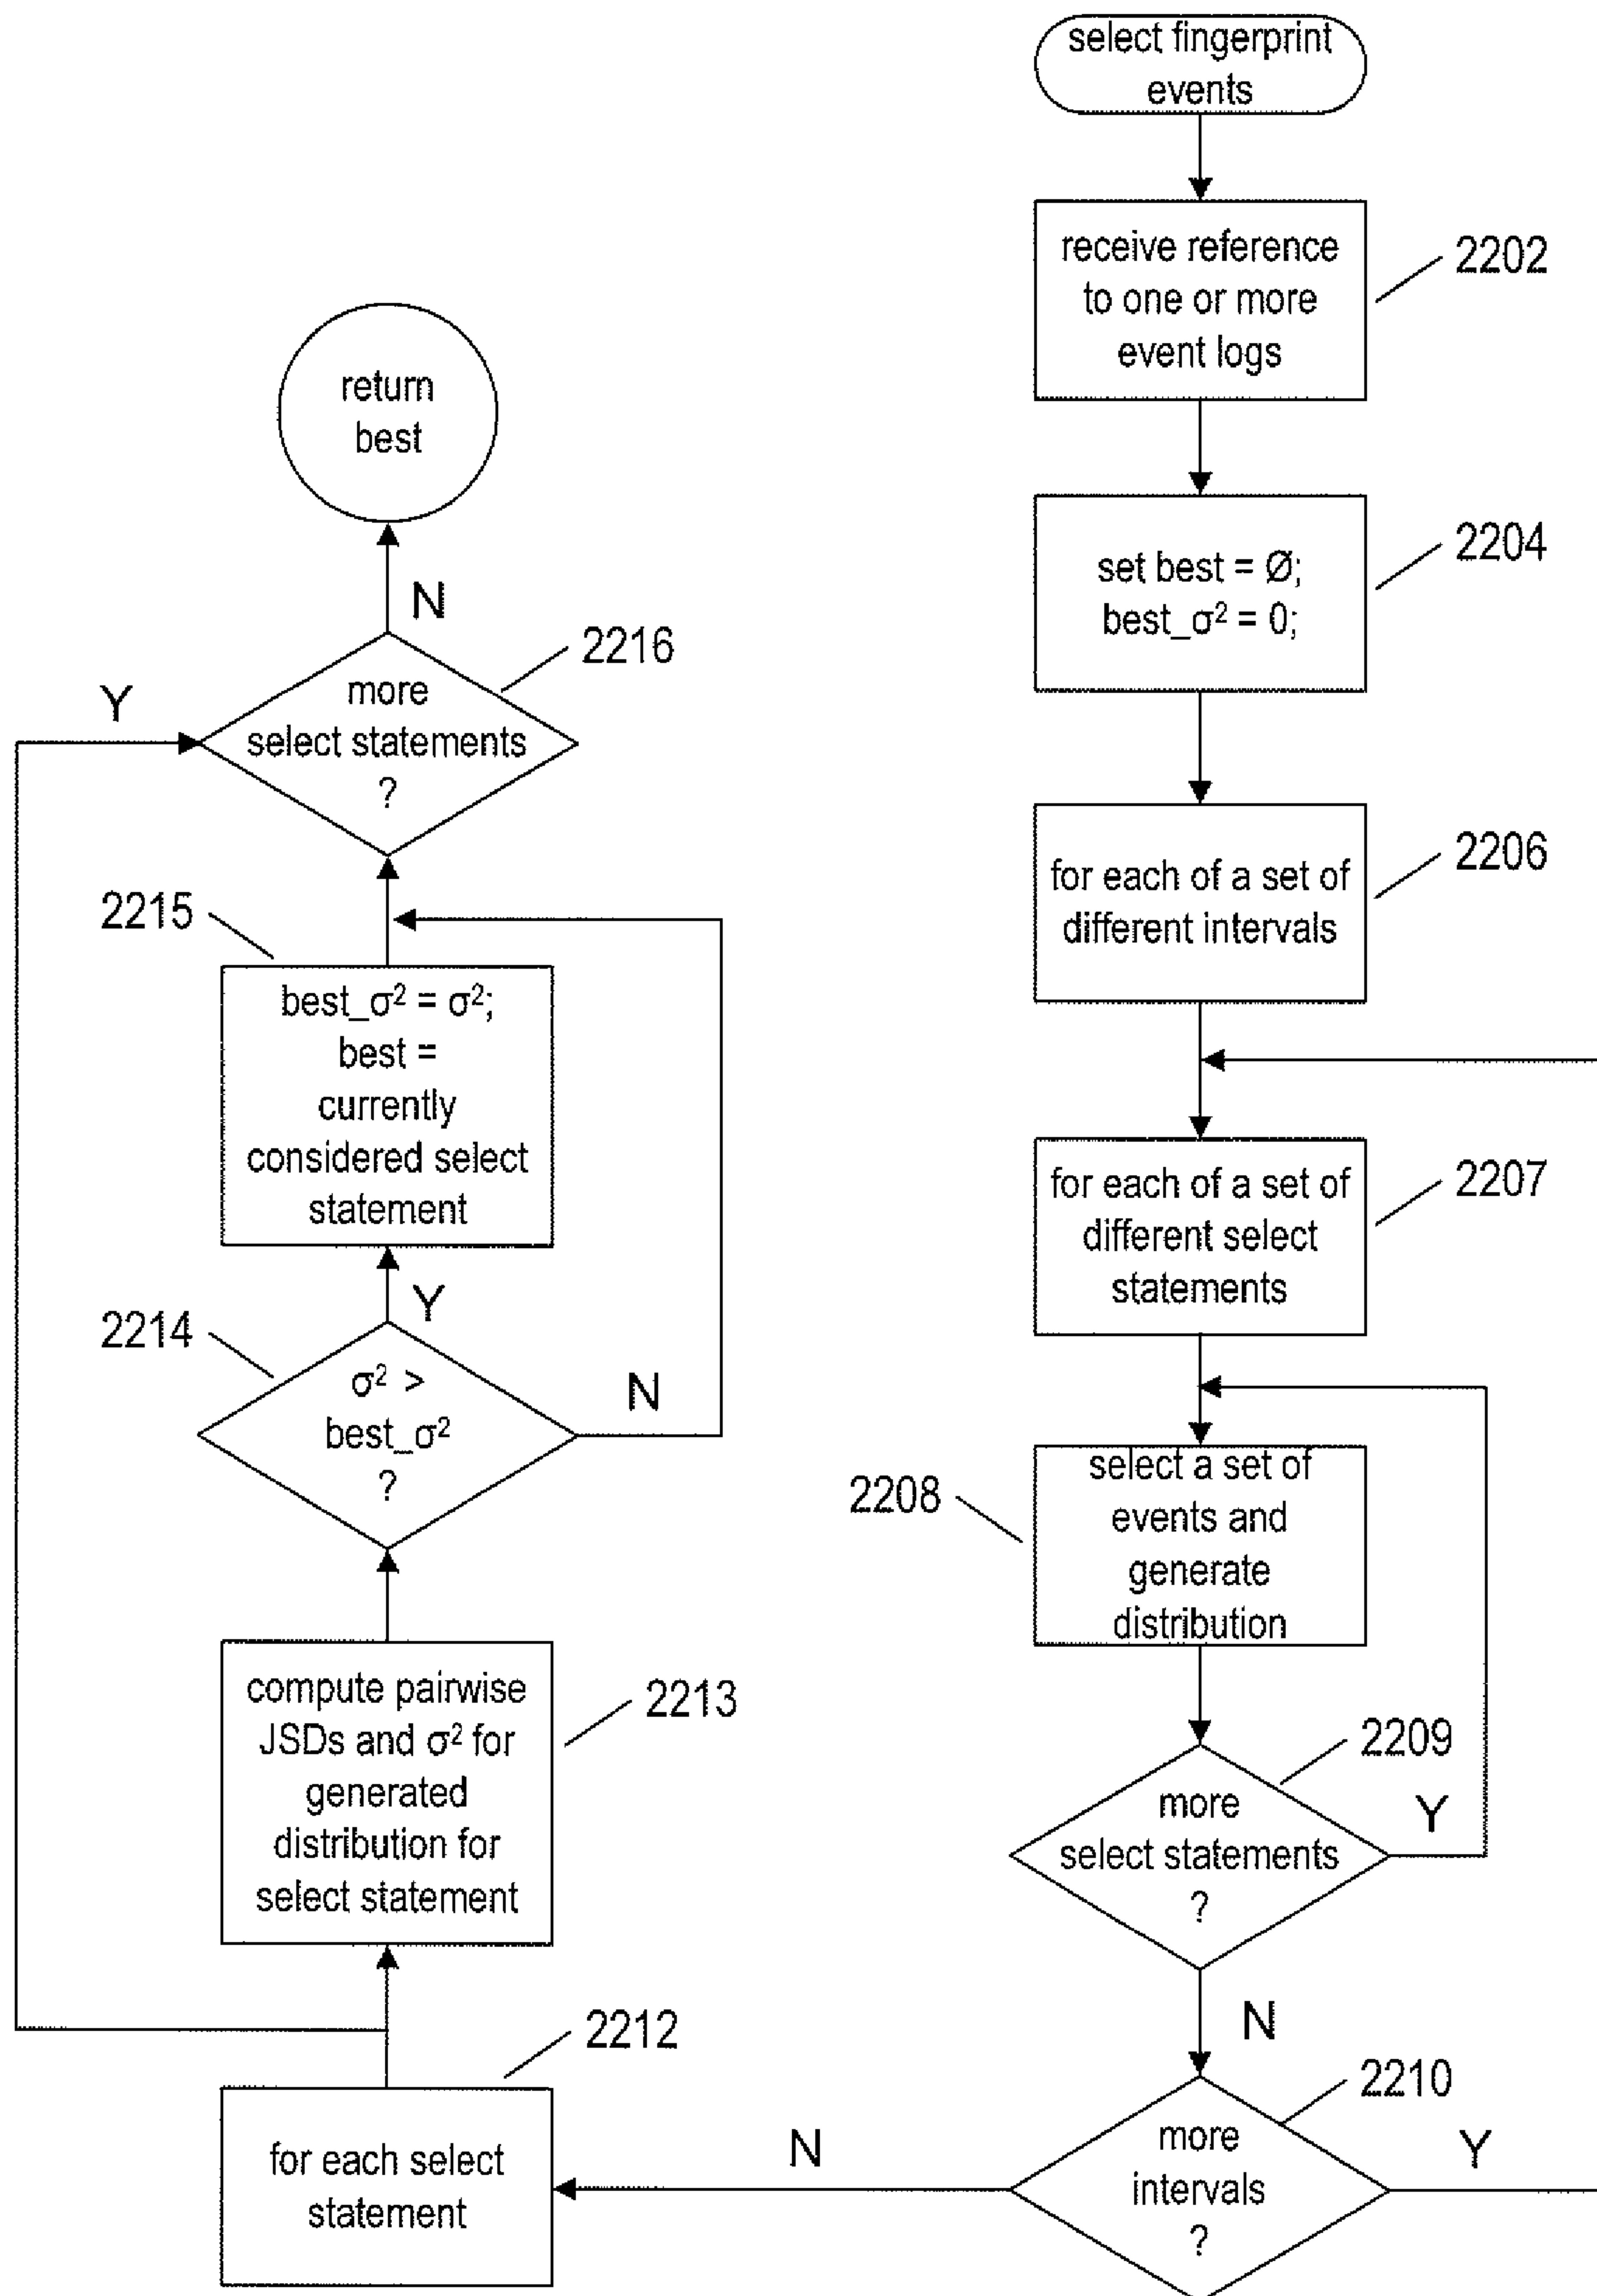 select fingerprint
events
receive reference
to one or more
event logs
2202
set best = Ø;
best_σ² = 0;
2204
for each of a set of
different intervals
2206
for each of a set of
different select
statements
2207
select a set of
events and
generate
distribution
2208
more
select statements
?
2209
Y
N
more
intervals
?
2210
Y
N
for each select
statement
2212
compute pairwise
JSDs and σ² for
generated
distribution for
select statement
2213
σ² >
best_σ²
?
2214
Y
N
best_σ² = σ²;
best =
currently
considered select
statement
2215
more
select statements
?
2216
Y
N
return
best